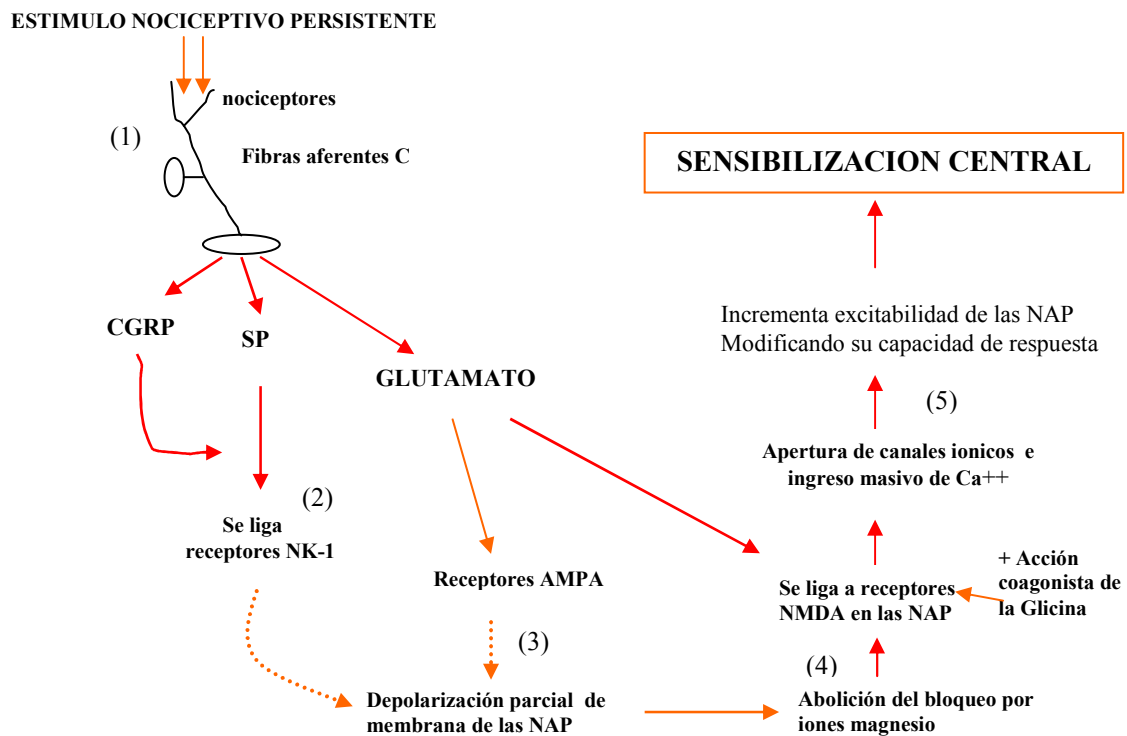 ESTIMULO NOCICEPTIVO PERSISTENTE
nociceptores
(1)
Fibras aferentes C
SENSIBILIZACION CENTRAL
CGRP
SP
GLUTAMATO
Incrementa excitabilidad de las NAP
Modificando su capacidad de respuesta
(5)
Apertura de canales ionicos e
ingreso masivo de Ca++
(2)
Se liga
receptores NK-1
Receptores AMPA
Se liga a receptores
NMDA en las NAP
+ Acción
coagonista de
la Glicina
(3)
(4)
Depolarización parcial de
membrana de las NAP
Abolición del bloqueo por
iones magnesio